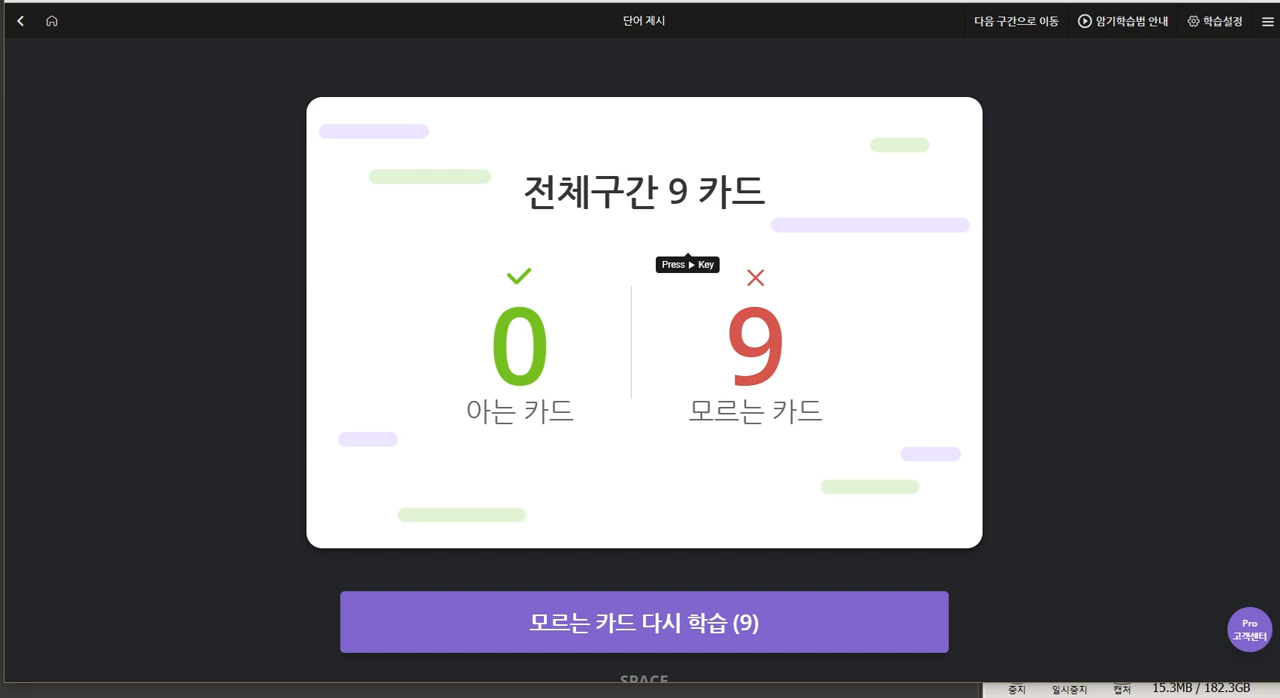 단어 제시
다음 구간으로 이동
암기학습법 안내
학습설정
전체구간 9 카드
Press ▶ Key
0
9
아는 카드
모르는 카드
모르는 카드 다시 학습 (9)
Pro
고객센터
SPACE
중지
일시중지
캡처
15.3MB / 182.3GB